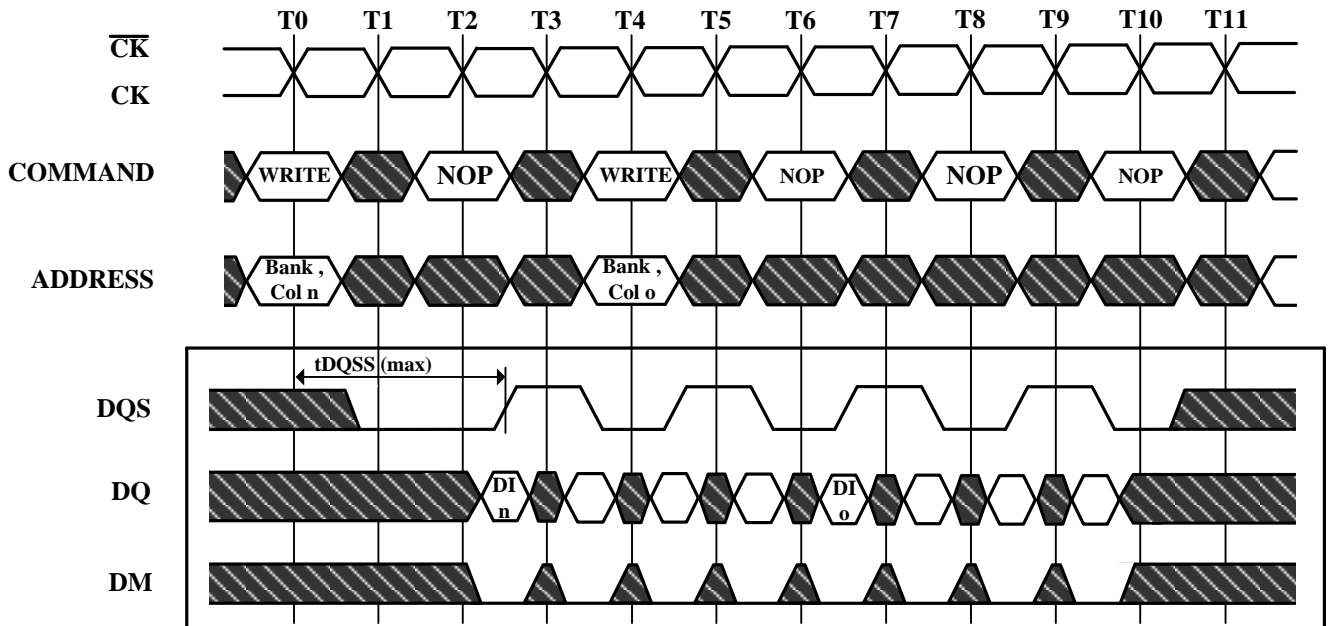 T0 T1 T2 T3 T4 T5 T6 T7 T8 T9 T10 T11
CK
CK
COMMAND
WRITE NOP WRITE NOP NOP NOP
ADDRESS
Bank ,
Col n
Bank ,
Col o
tDQSS (max)
DQS
DQ
DI
n
DI
o
DM